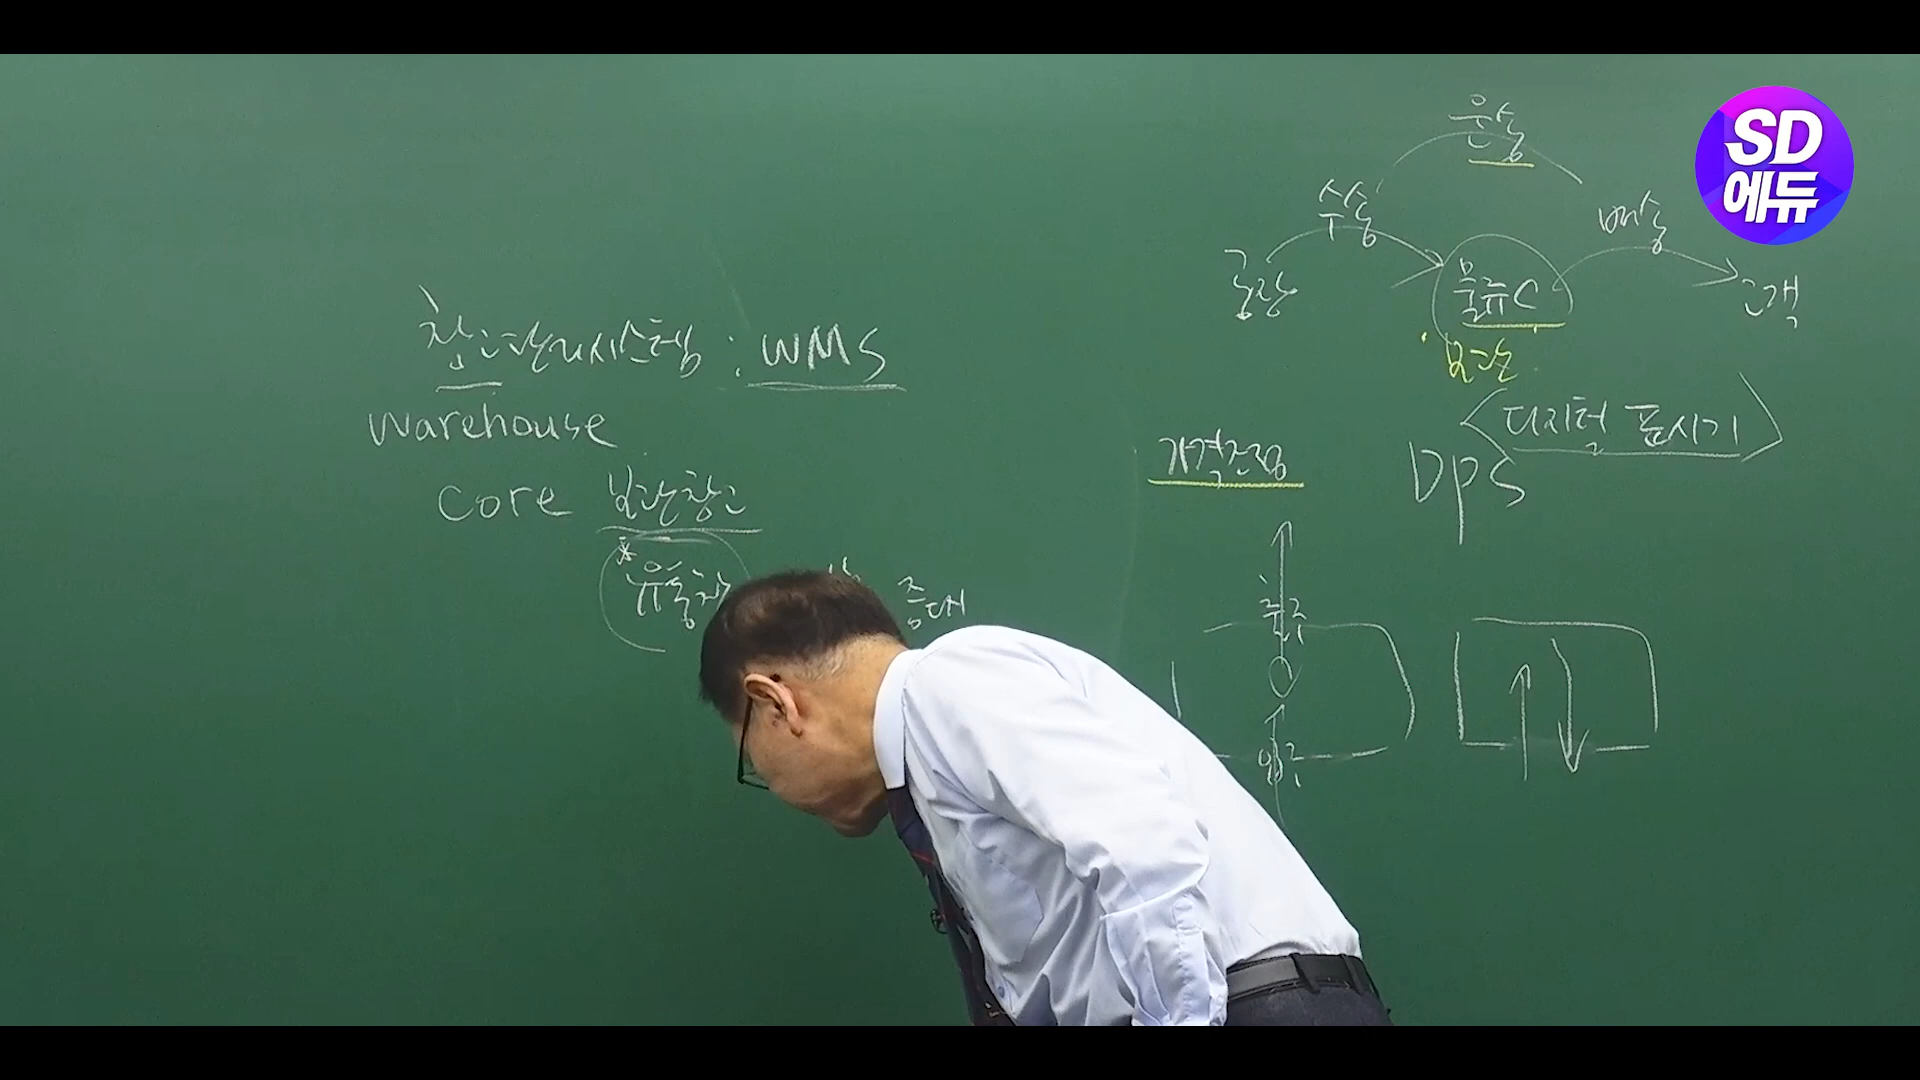 창고관리시스템 : WMS
warehouse
core 보관창고
* 유통창
증대
운송
수송
배송
공장
물류C
고객
보관
<디지털 표시기>
DPS
가격조정
출고
입고
SD
에듀